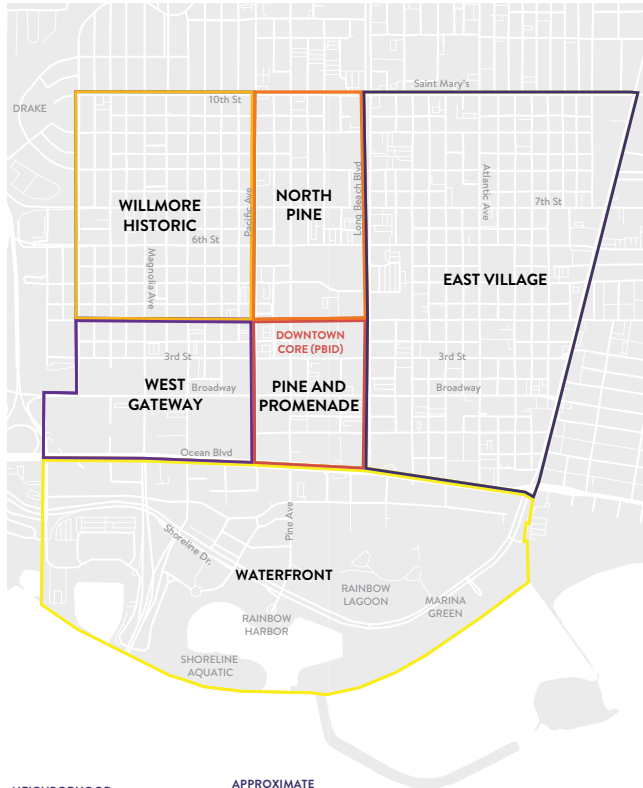 Saint Mary's
10th St
DRAKE
WILLMORE
HISTORIC
NORTH
PINE
Pacific Ave
Long Beach Blvd
Atlantic Ave
7th St
6th St
Magnolia Ave
EAST VILLAGE
DOWNTOWN
CORE (PBID)
3rd St
3rd St
WEST
GATEWAY
Broadway
PINE AND
PROMENADE
Broadway
Ocean Blvd
Pine Ave
Shoreline Dr.
WATERFRONT
RAINBOW
LAGOON
MARINA
GREEN
RAINBOW
HARBOR
SHORELINE
AQUATIC
APPROXIMATE
NEIGHBORHOOD